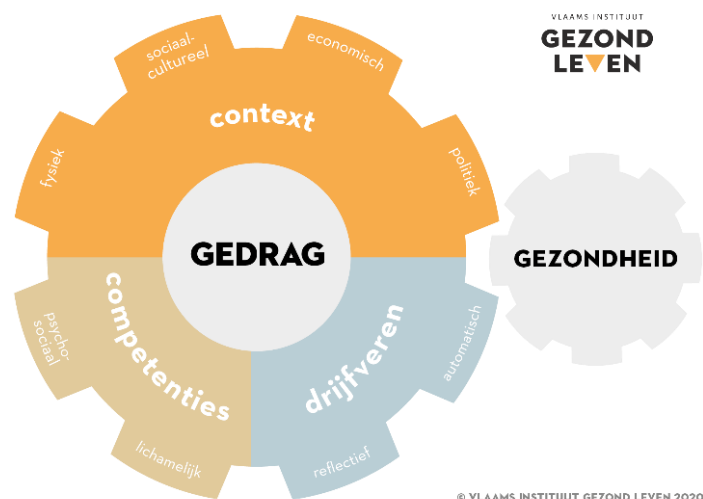 VLAAMS INSTITUUT
GEZOND
LEVEN
sociaal-
cultureel
economisch
context
fysiek
politiek
GEDRAG
GEZONDHEID
competenties
drijfveren
psycho-
sociaal
automatisch
lichamelijk
reflectief
© VLAAMS INSTITUUT GEZOND LEVEN 2020